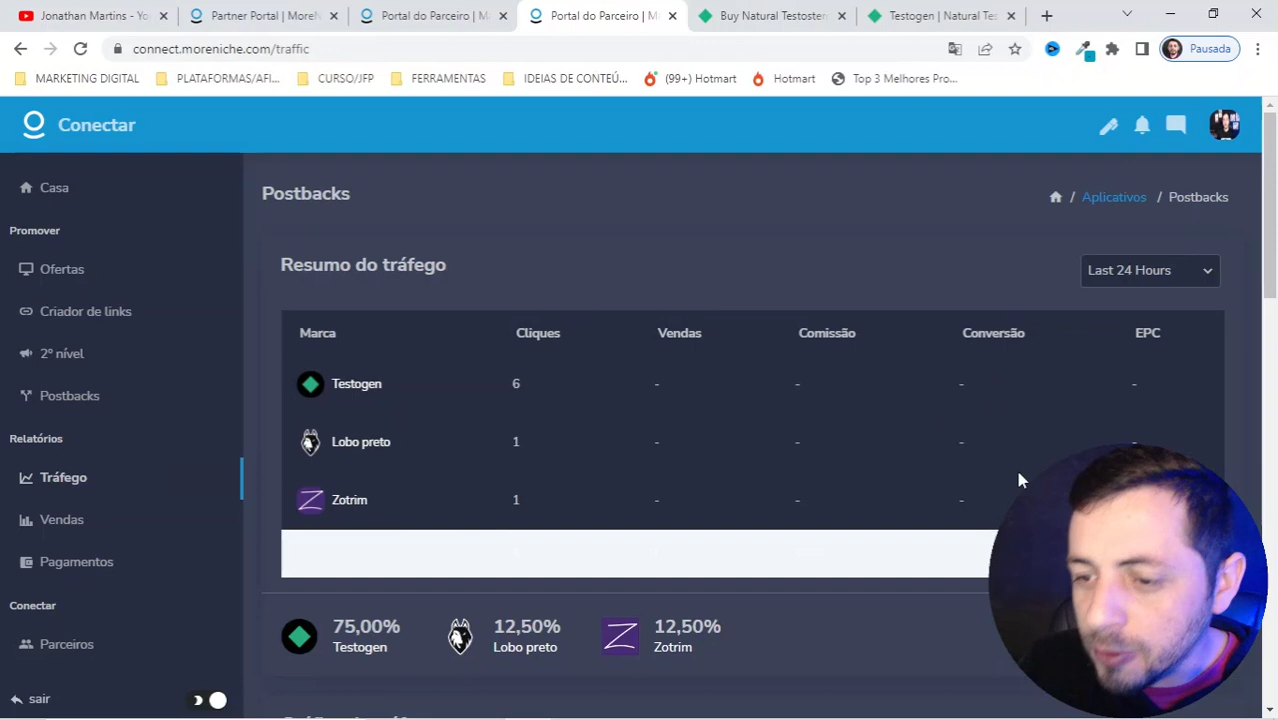 Jonathan Martins - Yo
Partner Portal | MoreN
Portal do Parceiro | M
Portal do Parceiro | M
Buy Natural Testoster
Testogen | Natural Tes
connect.moreniche.com/traffic
Pausada
MARKETING DIGITAL
PLATAFORMAS/AFI...
CURSO/JFP
FERRAMENTAS
IDEIAS DE CONTEÚ...
(99+) Hotmart
Hotmart
Top 3 Melhores Pro...
Conectar
Casa
Promover
Ofertas
Criador de links
2º nível
Postbacks
Relatórios
Tráfego
Vendas
Pagamentos
Conectar
Parceiros
sair
Postbacks
/ Aplicativos / Postbacks
Resumo do tráfego
Last 24 Hours
Marca Cliques Vendas Comissão Conversão EPC
Testogen 6 - - - -
Lobo preto 1 - - - -
Zotrim 1 - - -
75,00%
Testogen
12,50%
Lobo preto
12,50%
Zotrim